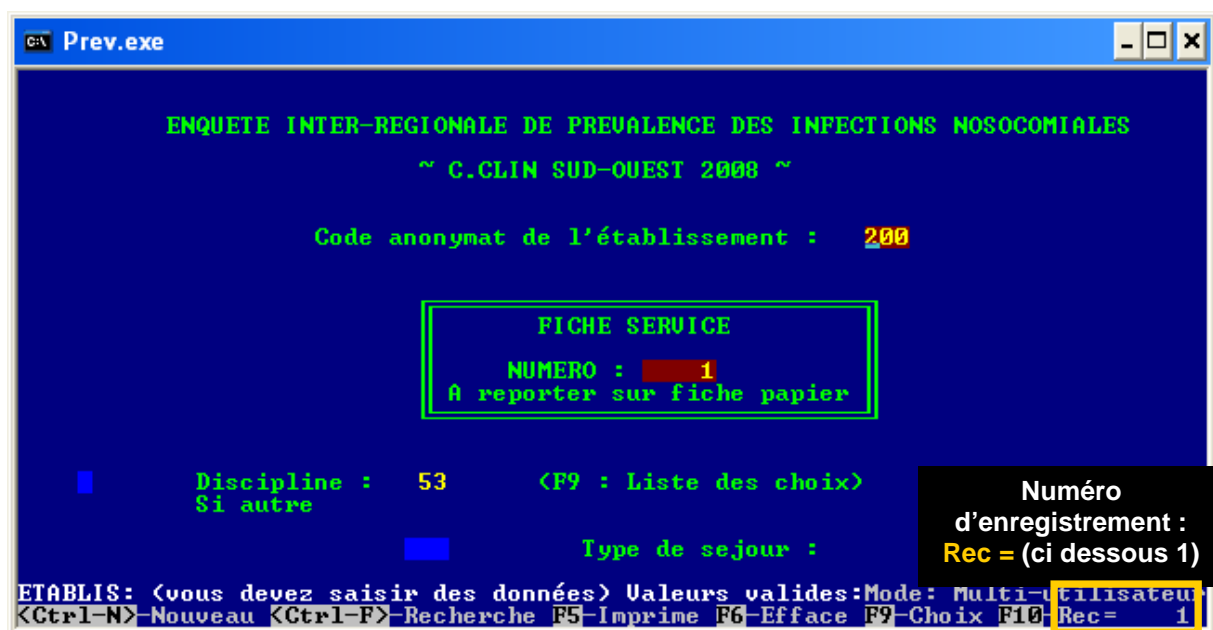 Prev.exe
ENQUETE INTER-REGIONALE DE PREVALENCE DES INFECTIONS NOSOCOMIALES
~ C.CLIN SUD-OUEST 2008 ~
Code anonymat de l'établissement : 200
FICHE SERVICE
NUMERO : 1
A reporter sur fiche papier
Discipline : 53 (F9 : Liste des choix)
Si autre
Type de sejour :
Numéro
d'enregistrement :
Rec = (ci dessous 1)
ETABLIS: (vous devez saisir des données) Valeurs valides:Mode: Multi-utilisateur
<Ctrl-N>-Nouveau <Ctrl-F>-Recherche F5-Imprime F6-Efface F9-Choix F10-Rec= 1